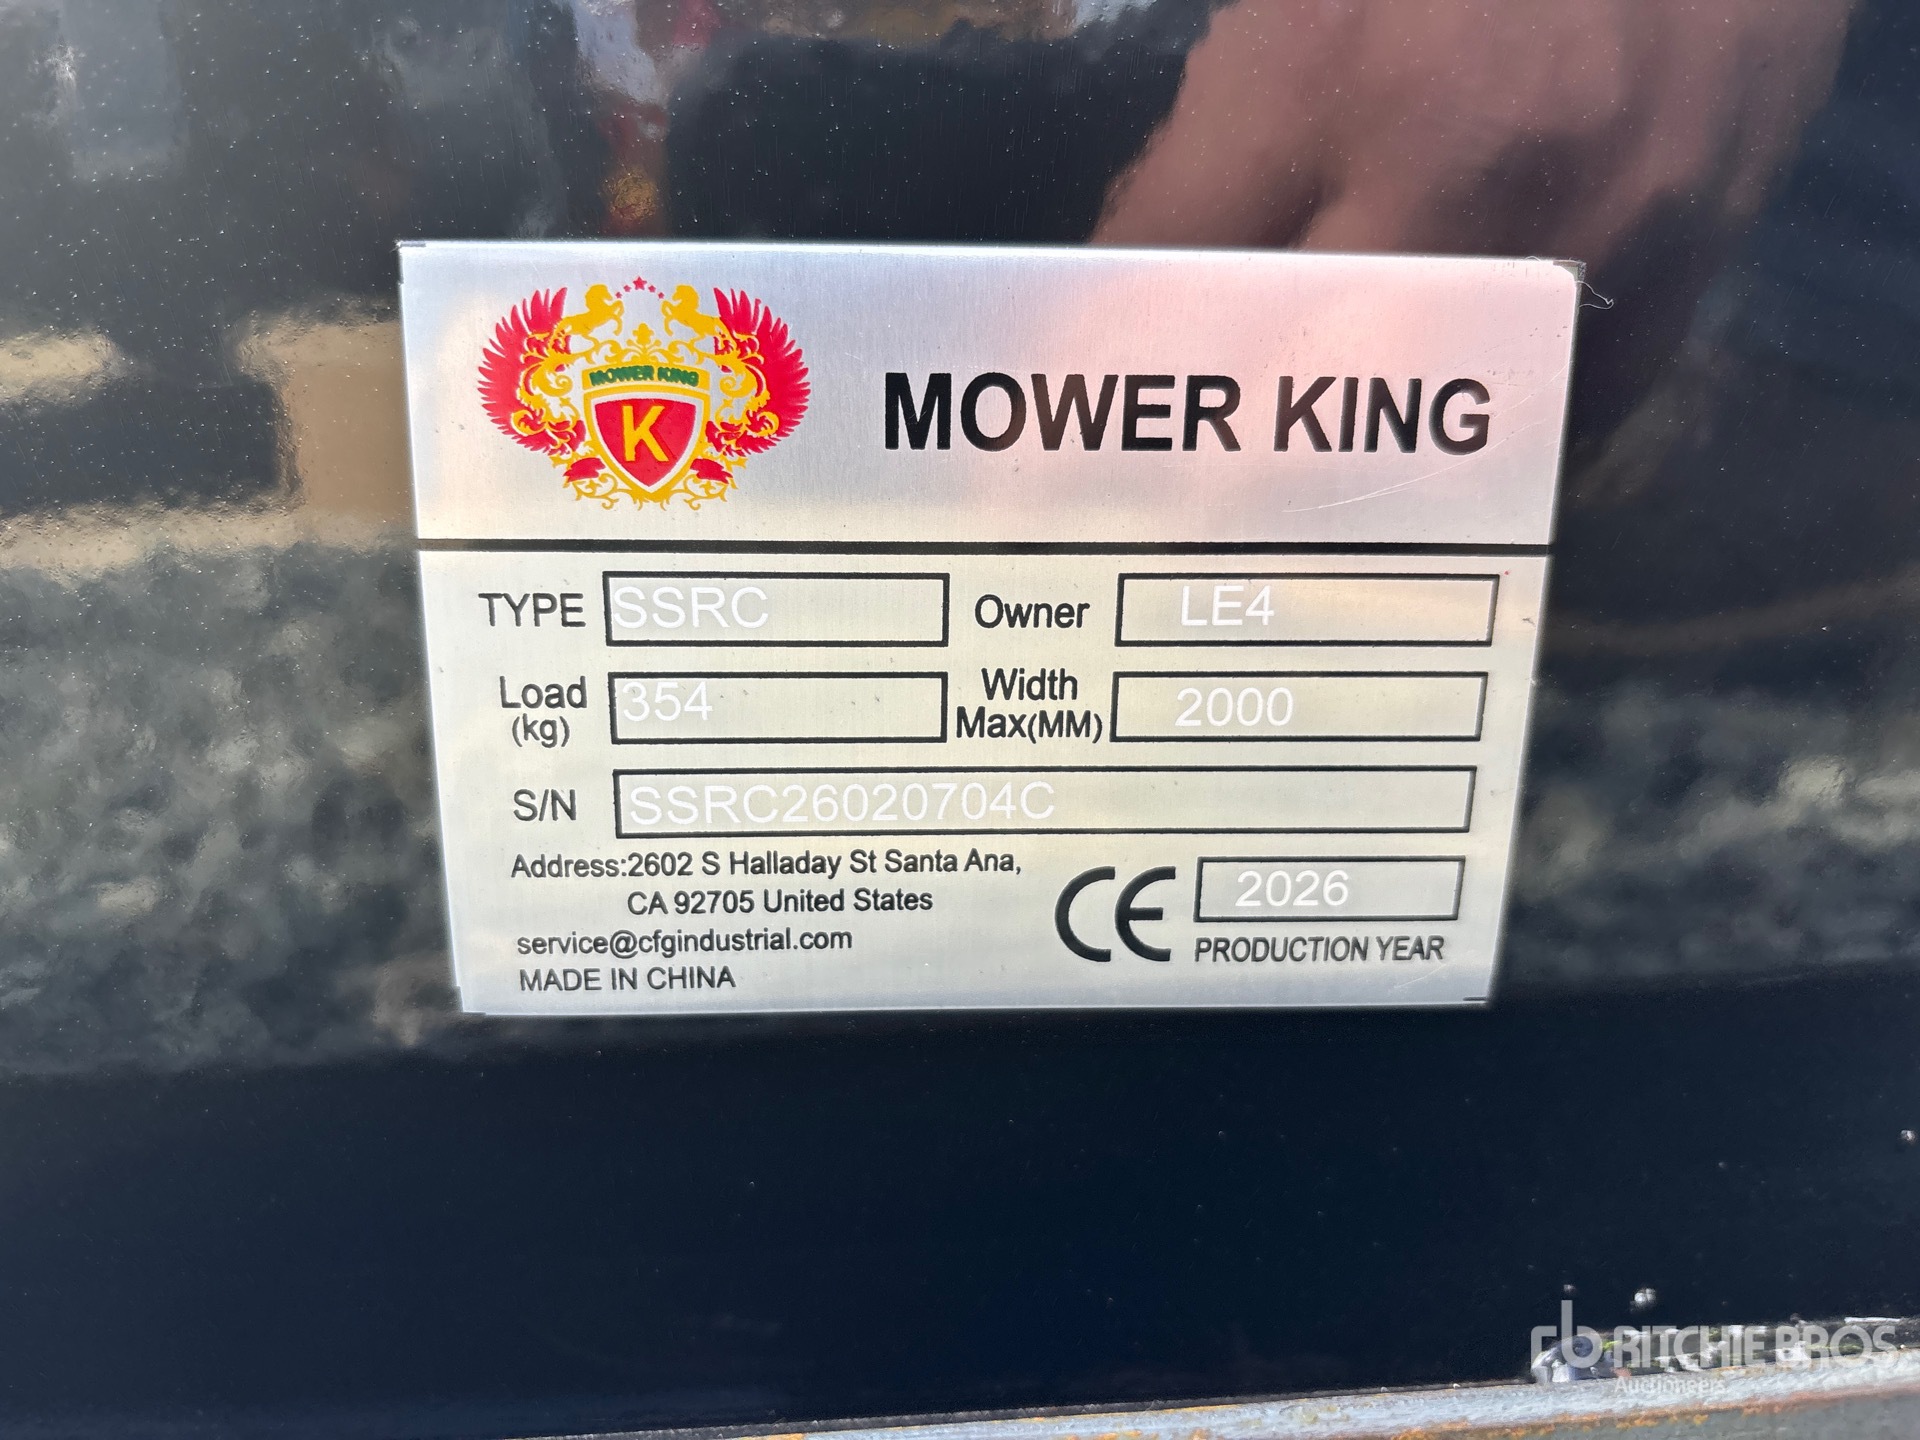 MOWER KING
K
MOWER KING
TYPE SSRC Owner LE4
Load (kg) 354 Width Max(MM) 2000
S/N SSRC26020704C
Address:2602 S Halladay St Santa Ana,
CA 92705 United States
service@cfgindustrial.com
MADE IN CHINA
CE 2026
PRODUCTION YEAR
rb RITCHIE BROS
Auctioneers